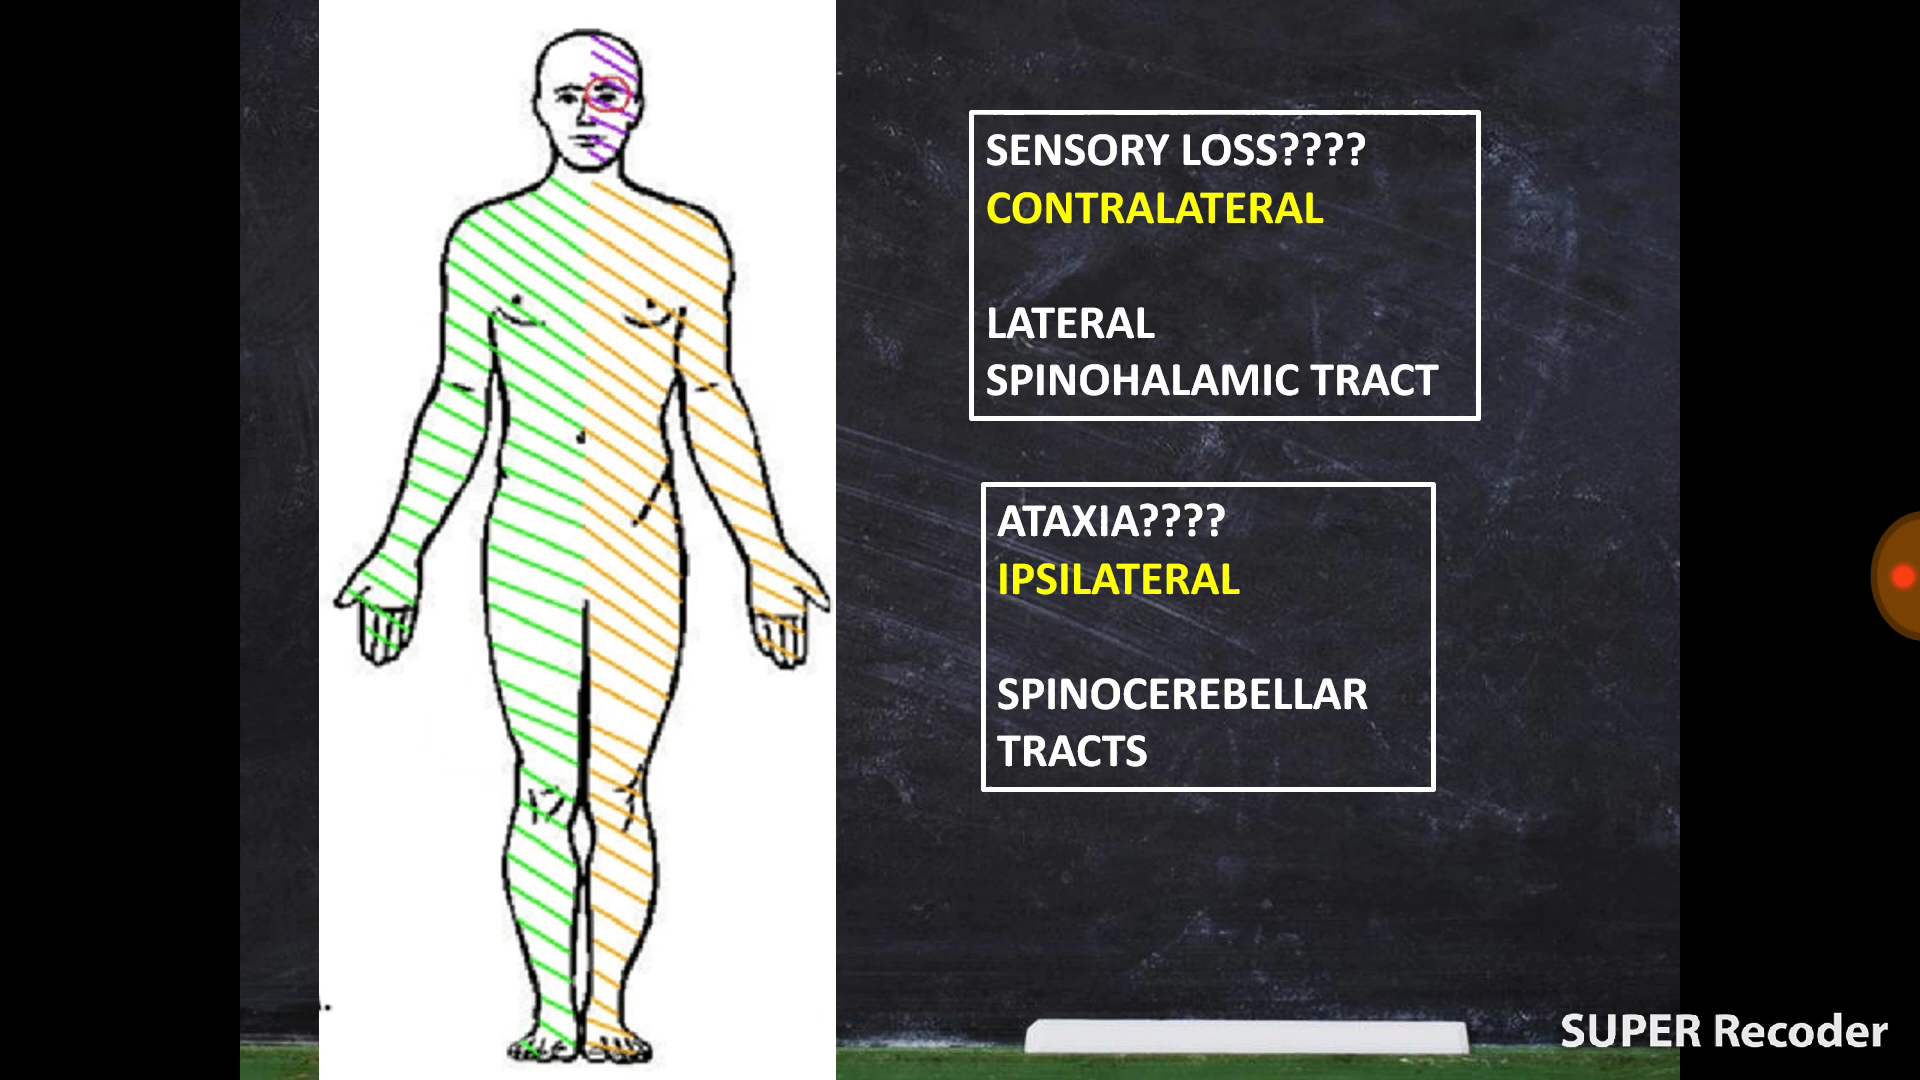 SENSORY LOSS????
CONTRALATERAL
LATERAL
SPINOHALAMIC TRACT
ATAXIA????
IPSILATERAL
SPINOCEREBELLAR
TRACTS
SUPER Recoder